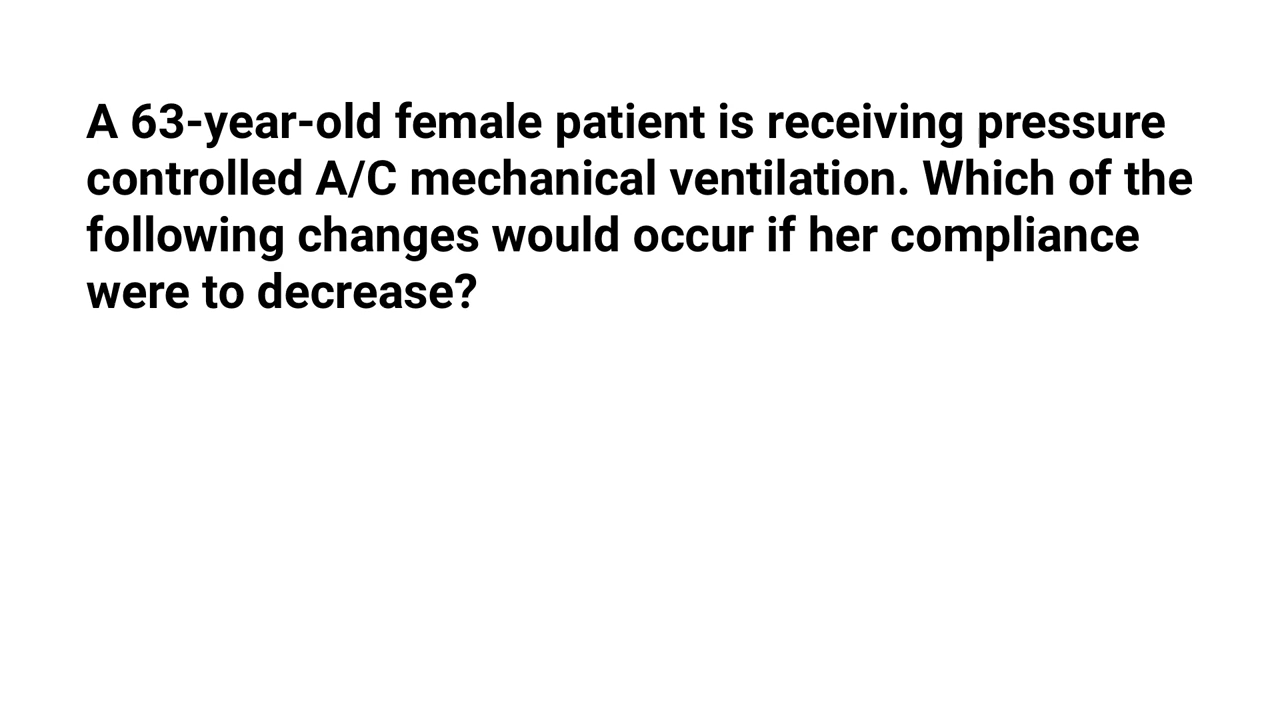 A 63-year-old female patient is receiving pressure
controlled A/C mechanical ventilation. Which of the
following changes would occur if her compliance
were to decrease?